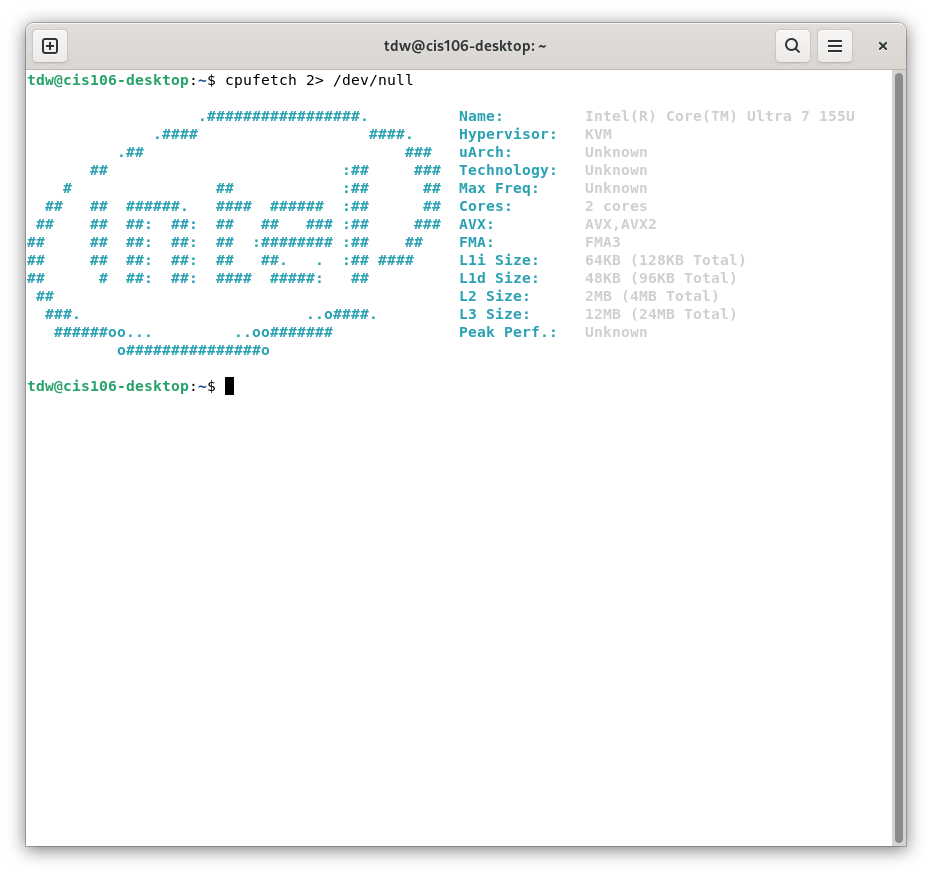 tdw@cis106-desktop: ~
tdw@cis106-desktop:~$ cpufetch 2> /dev/null
                   .#################.          Name:         Intel(R) Core(TM) Ultra 7 155U
              .####                   ####.     Hypervisor:   KVM
          .##                             ###   uArch:        Unknown
       ##                          :##     ###  Technology:   Unknown
    #                ##            :##      ##  Max Freq:     Unknown
  ##   ##  ######.   ####  ######  :##      ##  Cores:        2 cores
 ##    ##  ##:  ##:  ##   ##   ### :##     ###  AVX:          AVX,AVX2
##     ##  ##:  ##:  ##  :######## :##    ##    FMA:          FMA3
##     ##  ##:  ##:  ##   ##.   .  :## ####     L1i Size:     64KB (128KB Total)
##      #  ##:  ##:  ####  #####:   ##          L1d Size:     48KB (96KB Total)
 ##                                             L2 Size:      2MB (4MB Total)
  ###.                         ..o####.         L3 Size:      12MB (24MB Total)
   ######oo...         ..oo#######              Peak Perf.:   Unknown
          o###############o
tdw@cis106-desktop:~$